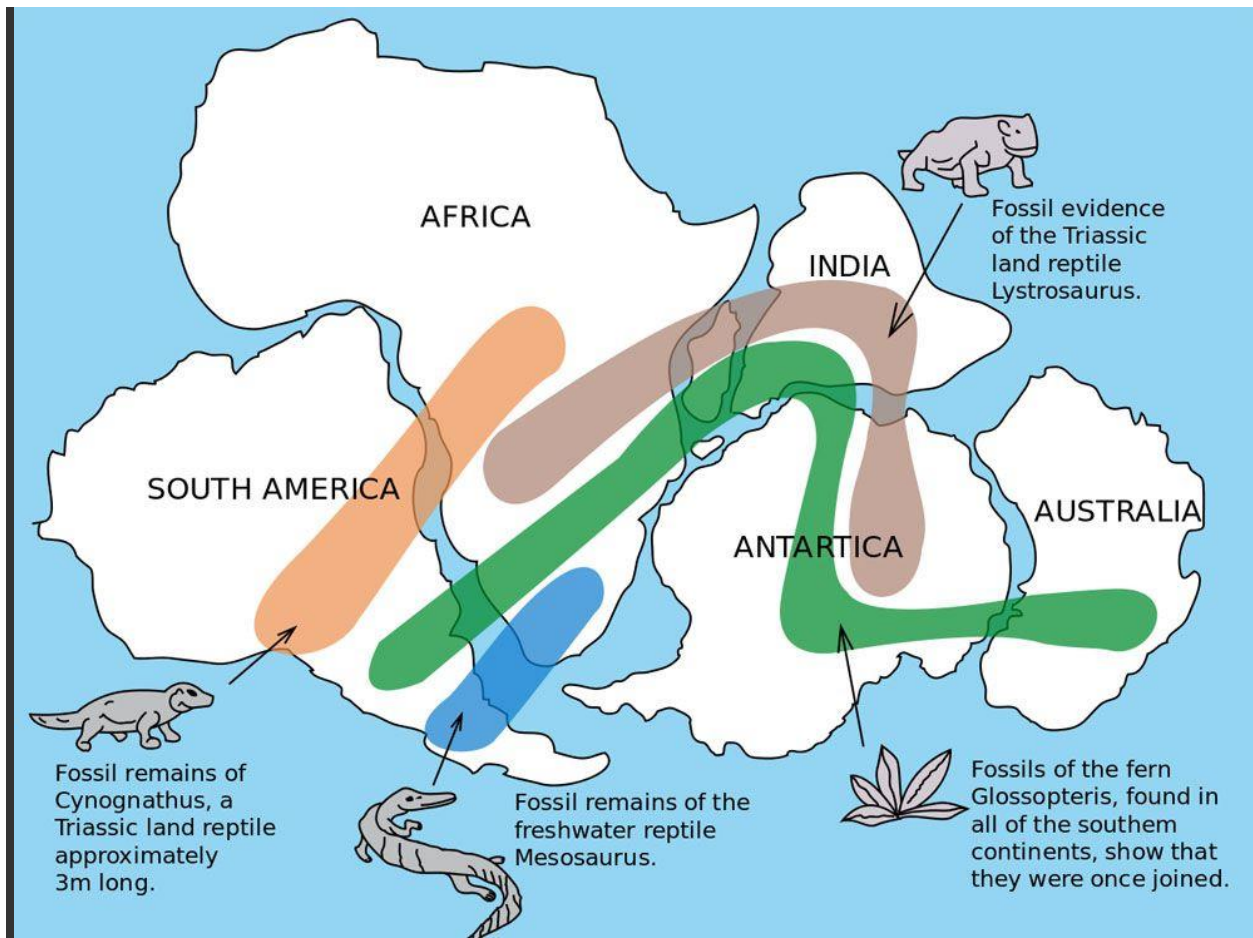 AFRICA
INDIA
Fossil evidence
of the Triassic
land reptile
Lystrosaurus.
SOUTH AMERICA
ANTARTICA
AUSTRALIA
Fossil remains of
Cynognathus, a
Triassic land reptile
approximately
3m long.
Fossil remains of the
freshwater reptile
Mesosaurus.
Fossils of the fern
Glossopteris, found in
all of the southem
continents, show that
they were once joined.